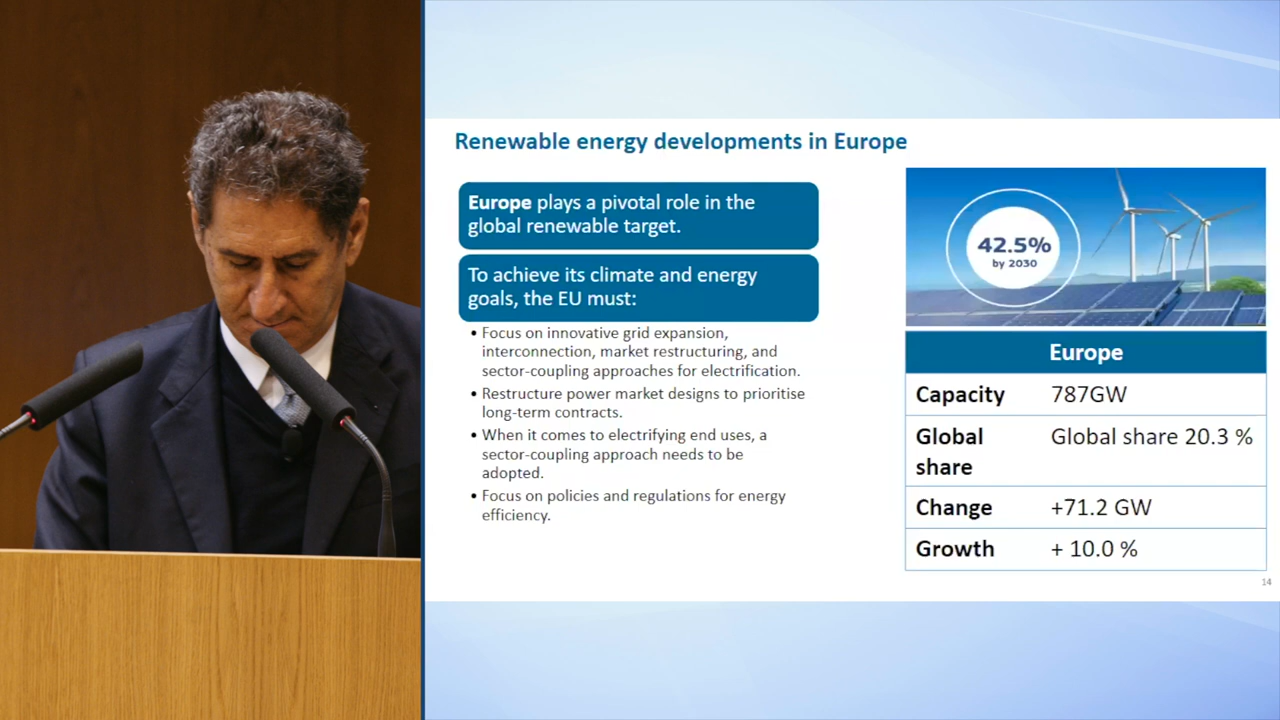 Renewable energy developments in Europe
Europe plays a pivotal role in the
global renewable target.
To achieve its climate and energy
goals, the EU must:
• Focus on innovative grid expansion,
interconnection, market restructuring, and
sector-coupling approaches for electrification.
• Restructure power market designs to prioritise
long-term contracts.
• When it comes to electrifying end uses, a
sector-coupling approach needs to be
adopted.
• Focus on policies and regulations for energy
efficiency.
42.5%
by 2030
Europe
Capacity 787GW
Global Global share 20.3 %
share
Change +71.2 GW
Growth + 10.0 %
14